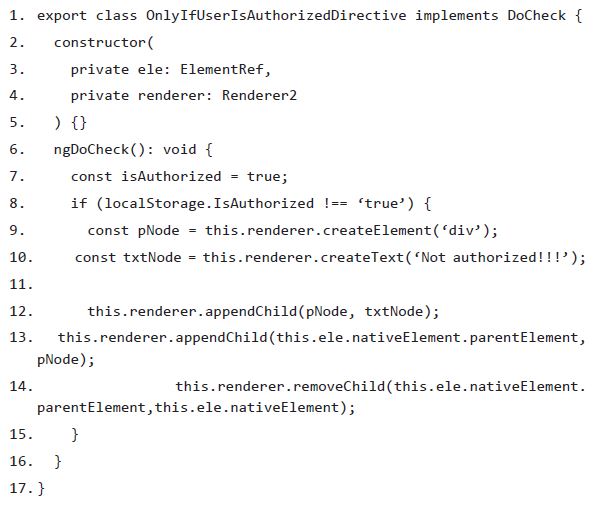 1. export class OnlyIfUserIsAuthorizedDirective implements DoCheck {
2. constructor(
3. private ele: ElementRef,
4. private renderer: Renderer2
5. ) {}
6. ngDoCheck(): void {
7. const isAuthorized = true;
8. if (localStorage.IsAuthorized !== ‘true’) {
9. const pNode = this.renderer.createElement(‘div’);
10. const txtNode = this.renderer.createText(‘Not authorized!!!’);
11.
12. this.renderer.appendChild(pNode, txtNode);
13. this.renderer.appendChild(this.ele.nativeElement.parentElement,
pNode);
14. this.renderer.removeChild(this.ele.nativeElement.
parentElement,this.ele.nativeElement);
15. }
16. }
17. }